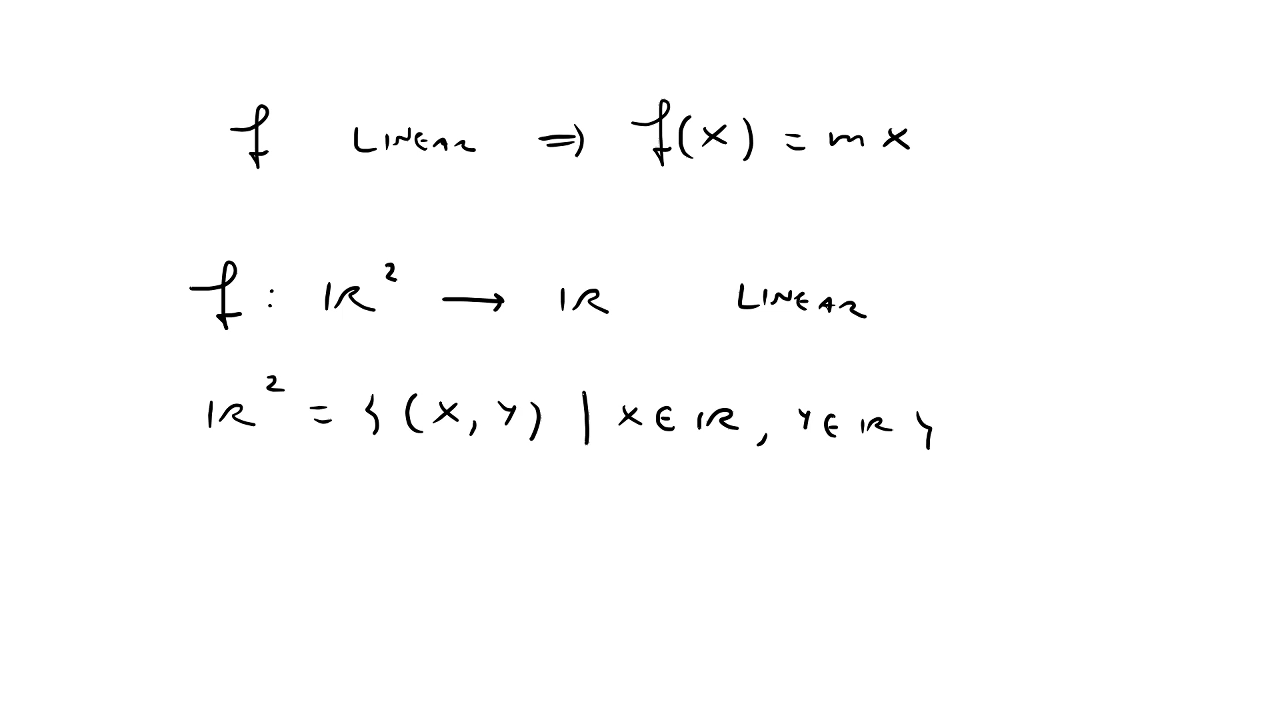 f LINEAR ⇒ f(x) = mx
f: ℝ² → ℝ LINEAR
ℝ² = {(x, y) | x ∈ ℝ, y ∈ ℝ}